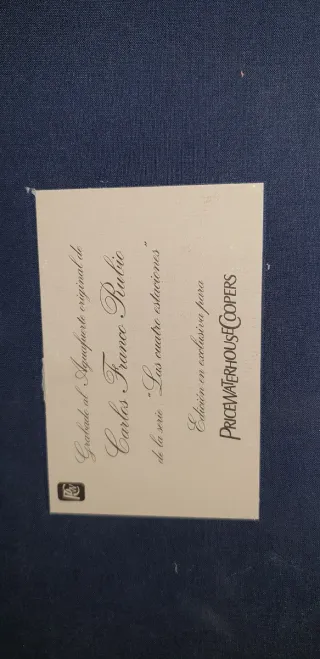 Grabado al Aguafuerte original de
Carlos Franco Rubio
de la serie "Las cuatro estaciones"
Edición en exclusiva para
PRICEWATERHOUSECOOPERS